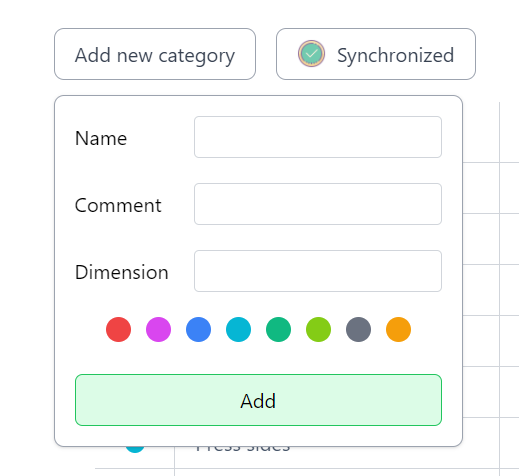 Add new category
Synchronized
Name
Comment
Dimension
Add
Press sides